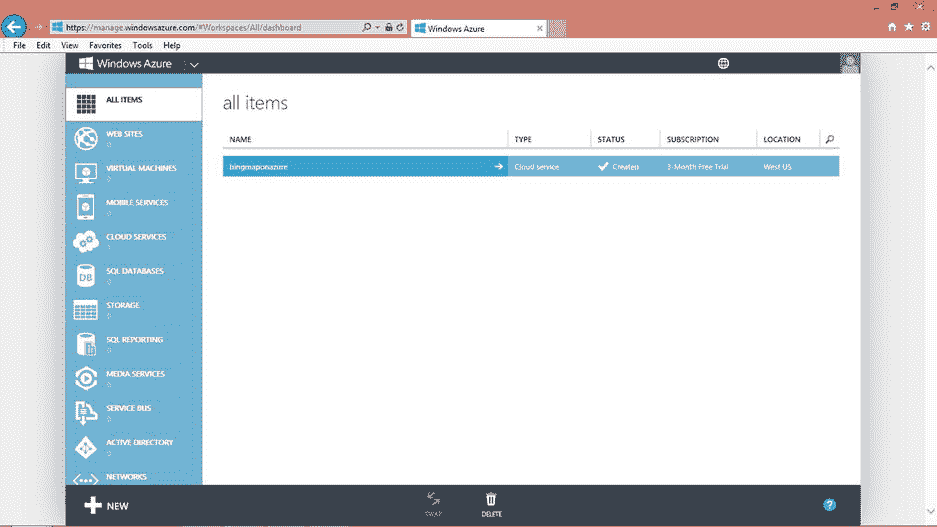 https://manage.windowsazure.com/#Workspaces/All/dashboard
Windows Azure
File Edit View Favorites Tools Help
Windows Azure
ALL ITEMS
WEB SITES
0
VIRTUAL MACHINES
0
MOBILE SERVICES
0
CLOUD SERVICES
1
SQL DATABASES
0
STORAGE
0
SQL REPORTING
0
MEDIA SERVICES
0
SERVICE BUS
0
ACTIVE DIRECTORY
0
NETWORKS
all items
NAME TYPE STATUS SUBSCRIPTION LOCATION
bingmaponazure Cloud service Created 3-Month Free Trial West US
NEW
SWAP
DELETE
?